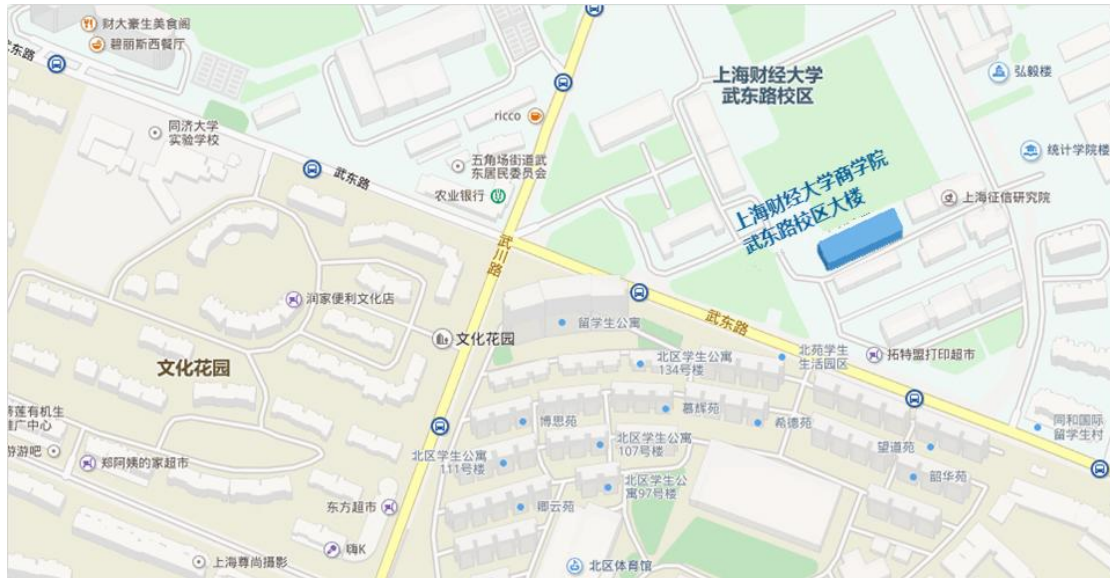 财大豪生美食阁
碧丽斯西餐厅
东路
同济大学
实验学校
武东路
ricco
五角场街道武
东居民委员会
农业银行
上海财经大学
武东路校区
弘毅楼
统计学院楼
上海财经大学商学院
武东路校区大楼
上海征信研究院
武川路
润家便利文化店
文化花园
文化花园
留学生公寓
武东路
北区学生公寓
134号楼
北苑学生
生活园区
拓特盟打印超市
莲有机生
推广中心
游吧
郑阿姨的家超市
博思苑
慕辉苑
希德苑
望道苑
同和国际
留学生村
北区学生公寓
111号楼
北区学生公寓
107号楼
北区学生公
寓97号楼
韶华苑
东方超市
卿云苑
嗨K
上海尊尚摄影
北区体育馆